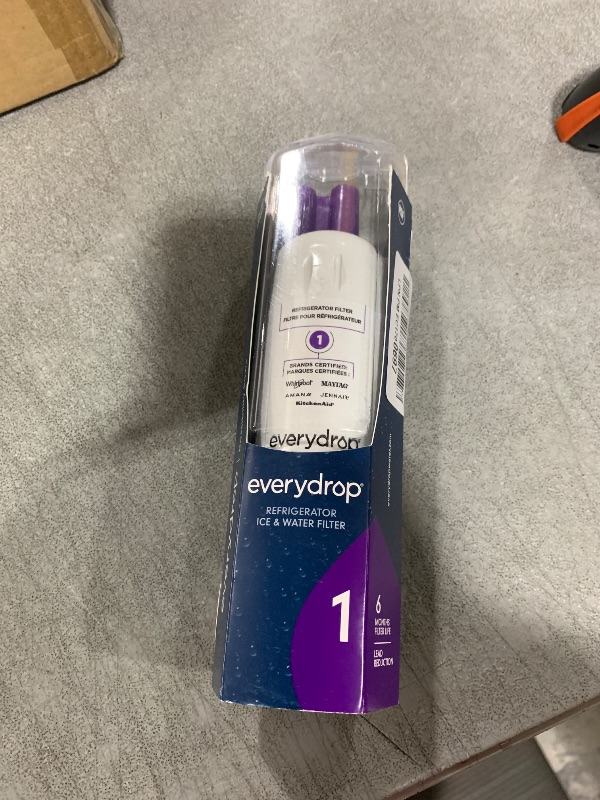 REFRIGERATOR FILTER
FILTRE POUR RÉFRIGÉRATEUR
1
BRANDS CERTIFIED:
MARQUES CERTIFIÉES:
Whirlpool® MAYTAG®
AMANA® JENNAIR®
KitchenAid®
everydrop®
everydrop®
REFRIGERATOR
ICE & WATER FILTER
1
6
MONTHS
FILTER LIFE
LEAD
REDUCTION